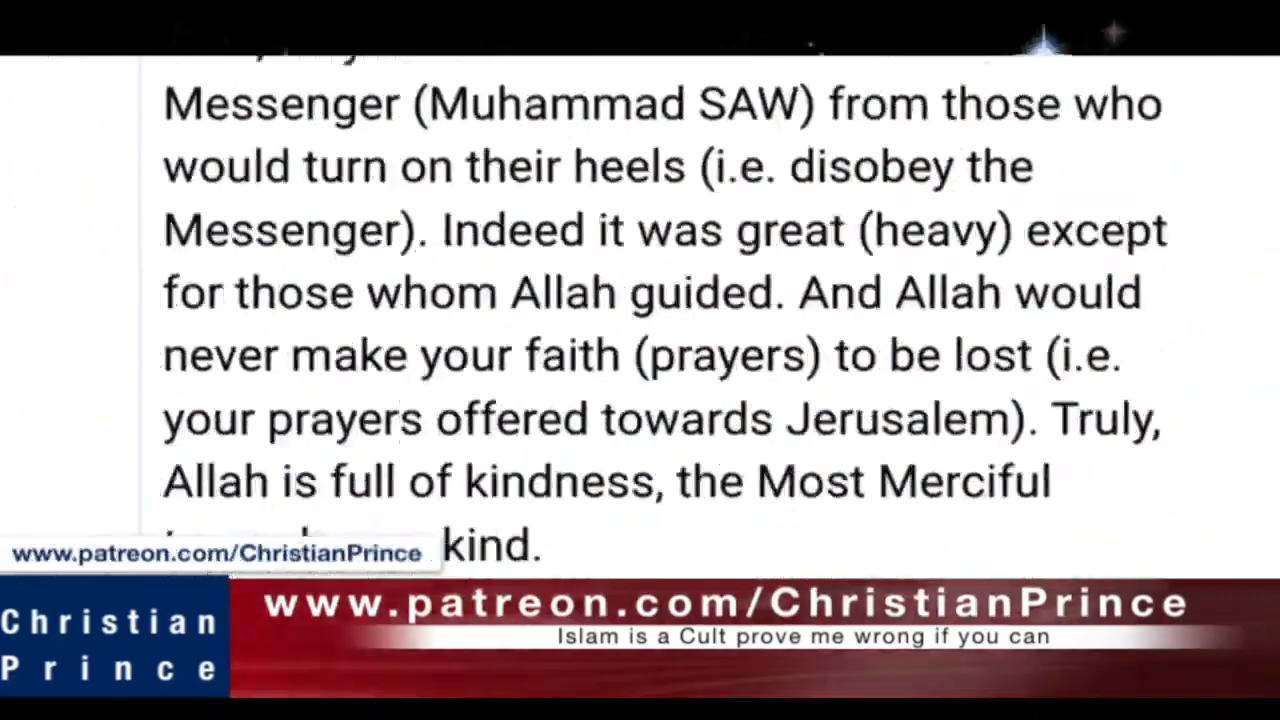 Messenger (Muhammad SAW) from those who
would turn on their heels (i.e. disobey the
Messenger). Indeed it was great (heavy) except
for those whom Allah guided. And Allah would
never make your faith (prayers) to be lost (i.e.
your prayers offered towards Jerusalem). Truly,
Allah is full of kindness, the Most Merciful
kind.
www.patreon.com/ChristianPrince
www.patreon.com/ChristianPrince
Islam is a Cult prove me wrong if you can
Christian
Prince